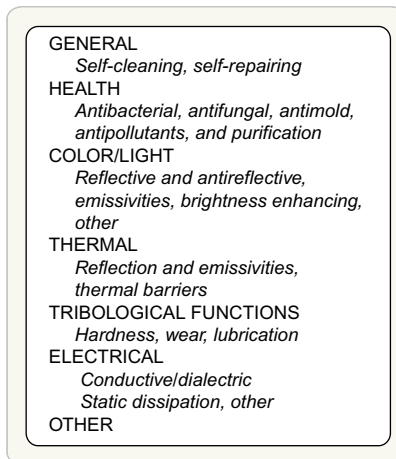 GENERAL
Self-cleaning, self-repairing
HEALTH
Antibacterial, antifungal, antimold,
antipollutants, and purification
COLOR/LIGHT
Reflective and antireflective,
emissivities, brightness enhancing,
other
THERMAL
Reflection and emissivities,
thermal barriers
TRIBOLOGICAL FUNCTIONS
Hardness, wear, lubrication
ELECTRICAL
Conductive/dialectric
Static dissipation, other
OTHER